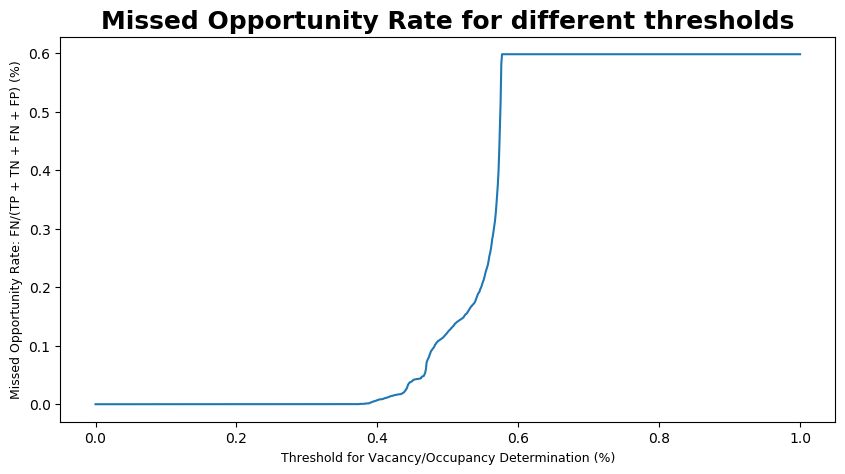 Missed Opportunity Rate for different thresholds
Missed Opportunity Rate: FN/(TP + TN + FN + FP) (%)
0.6
0.5
0.4
0.3
0.2
0.1
0.0
0.0 0.2 0.4 0.6 0.8 1.0
Threshold for Vacancy/Occupancy Determination (%)